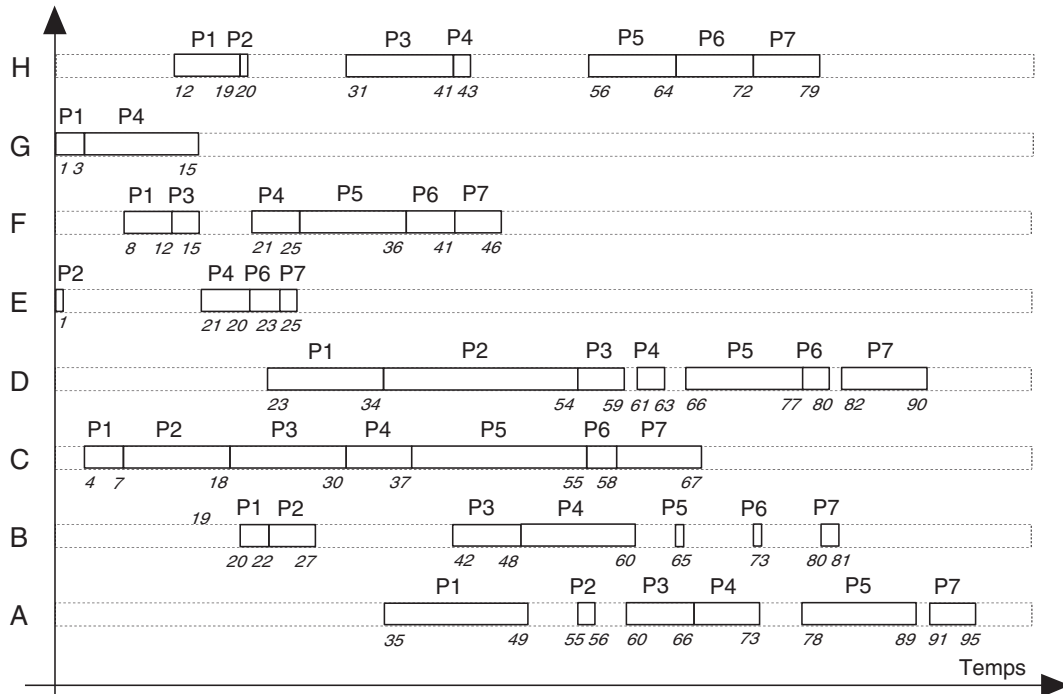 P1 P2 P3 P4 P5 P6 P7
H
12 19 20 31 41 43 56 64 72 79
P1 P4
G
1 3 15
P1 P3 P4 P5 P6 P7
F
8 12 15 21 25 36 41 46
P2 P4 P6 P7
E
1 21 20 23 25
P1 P2 P3 P4 P5 P6 P7
D
23 34 54 59 61 63 66 77 80 82 90
P1 P2 P3 P4 P5 P6 P7
C
4 7 18 30 37 55 58 67
19
P1 P2 P3 P4 P5 P6 P7
B
20 22 27 42 48 60 65 73 80 81
P1 P2 P3 P4 P5 P7
A
35 49 55 56 60 66 73 78 89 91 95
Temps